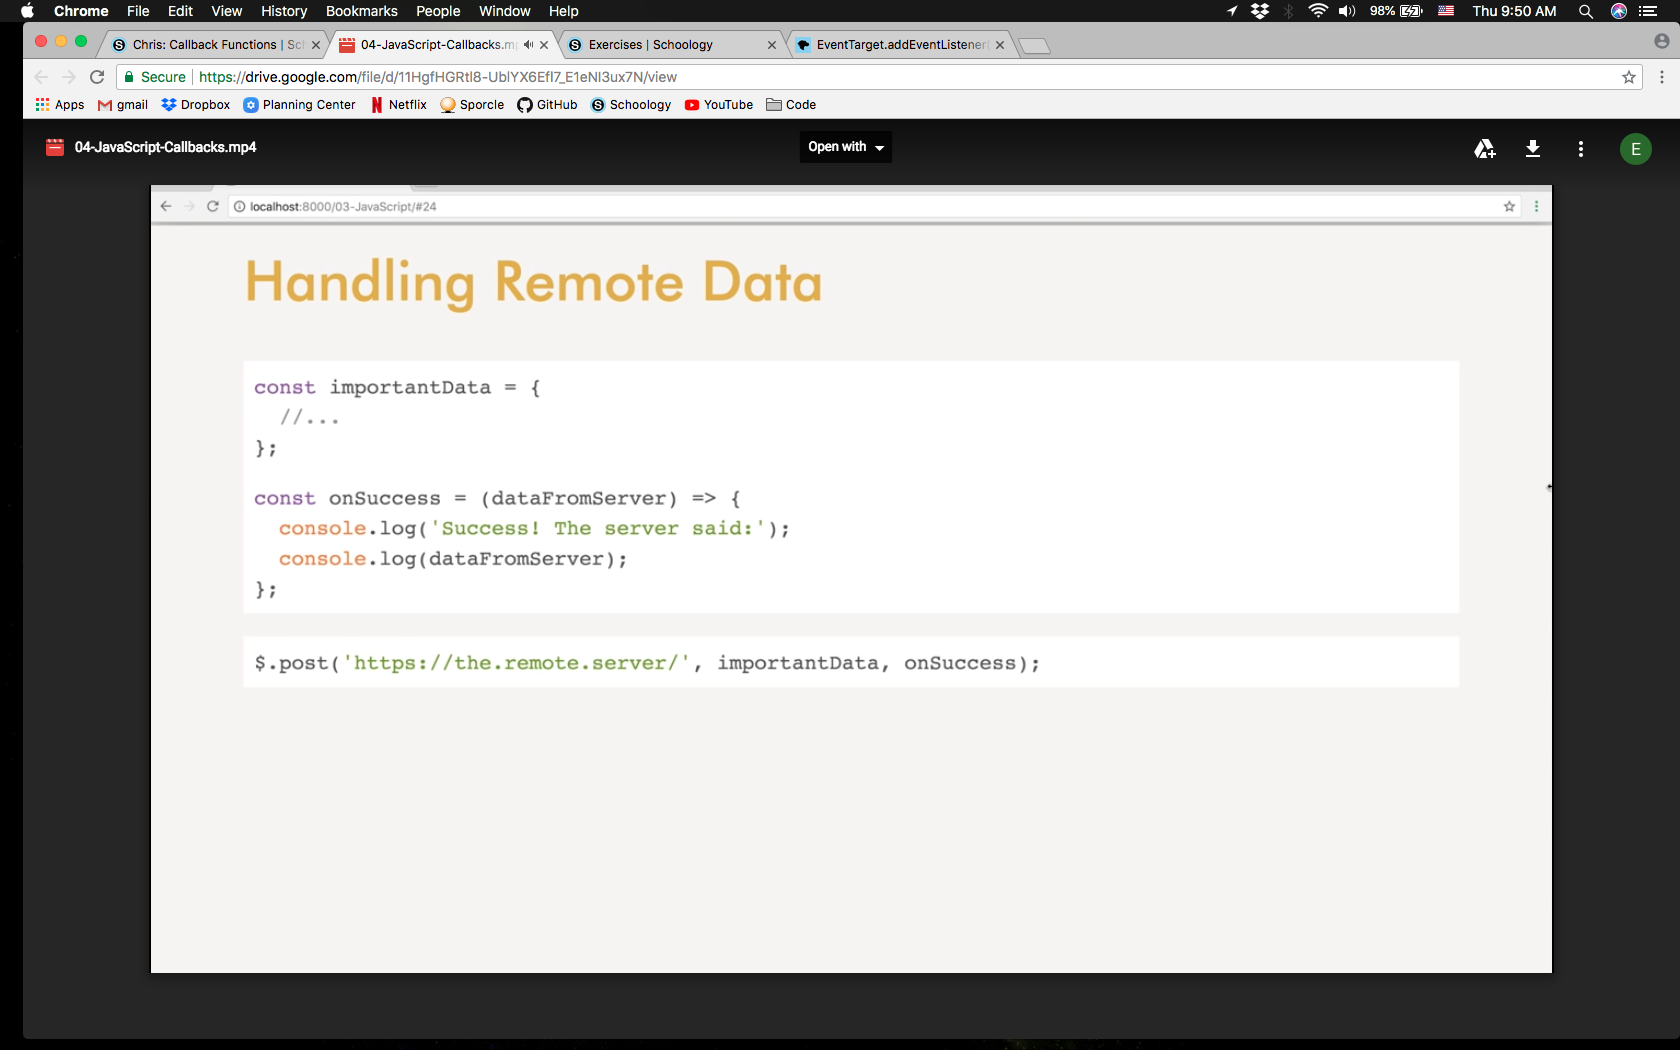 Chrome File Edit View History Bookmarks People Window Help 98% Thu 9:50 AM
Chris: Callback Functions | Sc 04-JavaScript-Callbacks.m Exercises | Schoology EventTarget.addEventListener
Secure https://drive.google.com/file/d/11HgfHGRtl8-UblYX6Efl7_E1eNl3ux7N/view
Apps gmail Dropbox Planning Center Netflix Sporcle GitHub Schoology YouTube Code
04-JavaScript-Callbacks.mp4 Open with E
localhost:8000/03-JavaScript/#24
Handling Remote Data
const importantData = {
//...
};
const onSuccess = (dataFromServer) => {
console.log('Success! The server said:');
console.log(dataFromServer);
};
$.post('https://the.remote.server/', importantData, onSuccess);